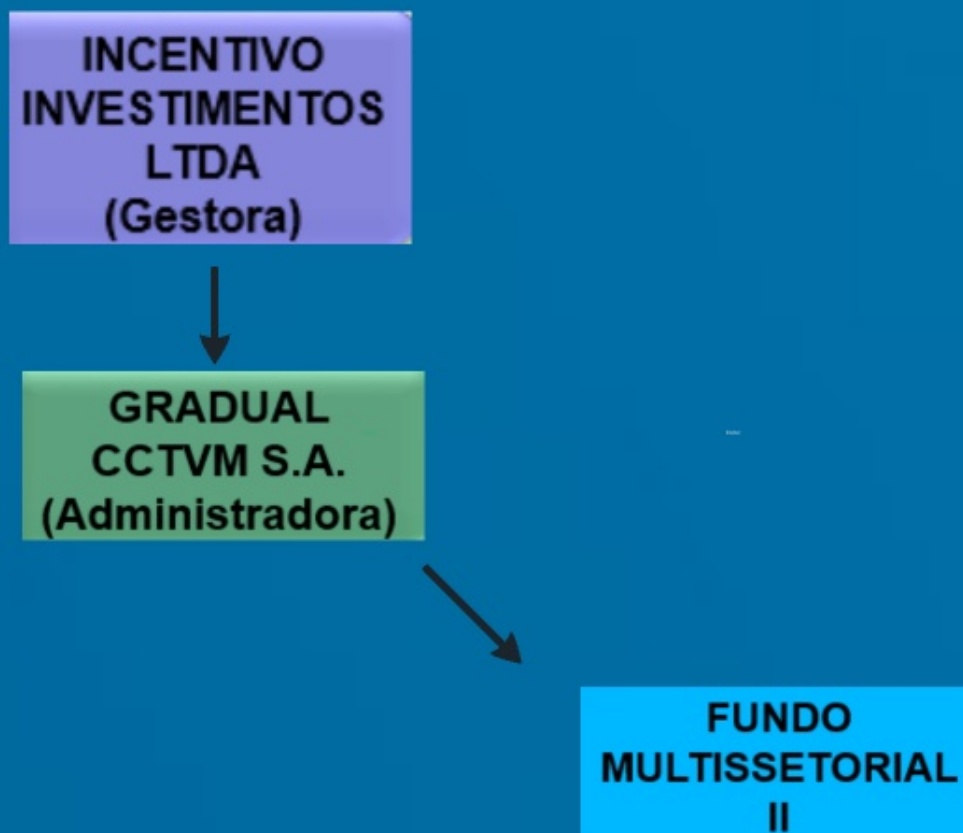 INCENTIVO
INVESTIMENTOS
LTDA
(Gestora)
GRADUAL
CCTVM S.A.
(Administradora)
FUNDO
MULTISSETORIAL
II